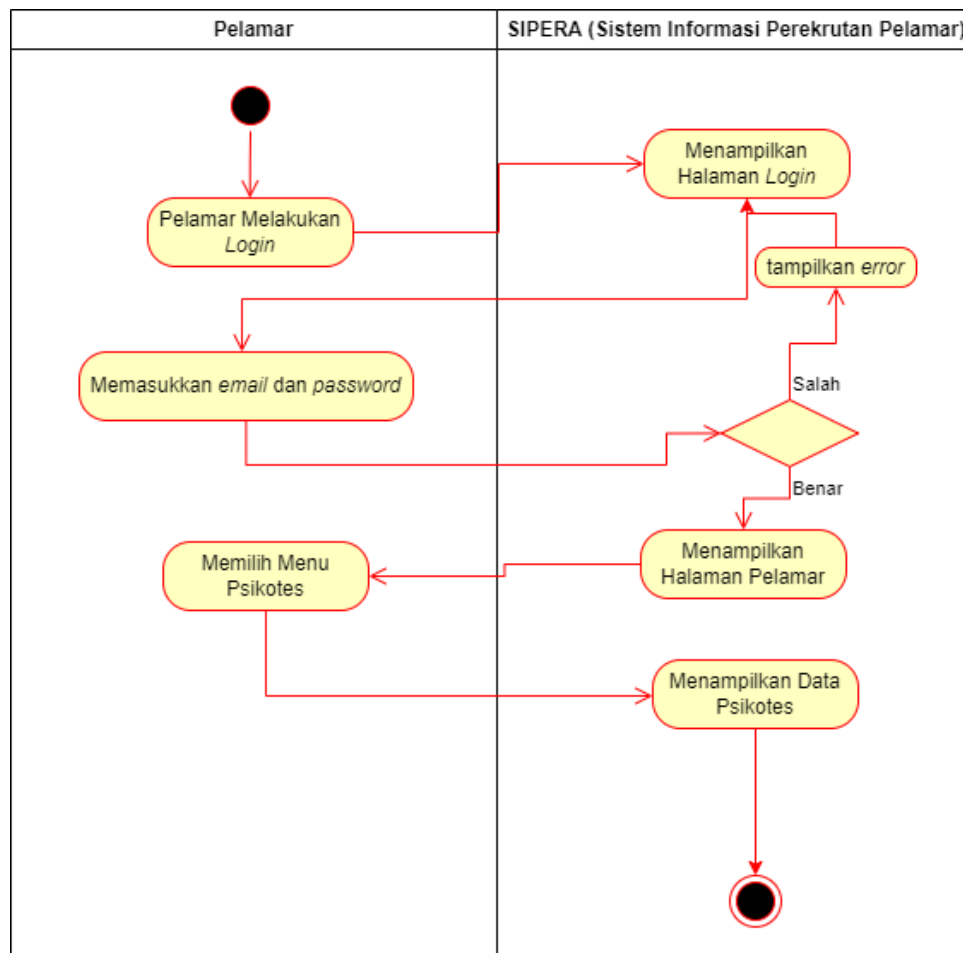 Pelamar
SIPERA (Sistem Informasi Perekrutan Pelamar)
Menampilkan
Halaman Login
Pelamar Melakukan
Login
tampilkan error
Memasukkan email dan password
Salah
Benar
Menampilkan
Halaman Pelamar
Memilih Menu
Psikotes
Menampilkan Data
Psikotes